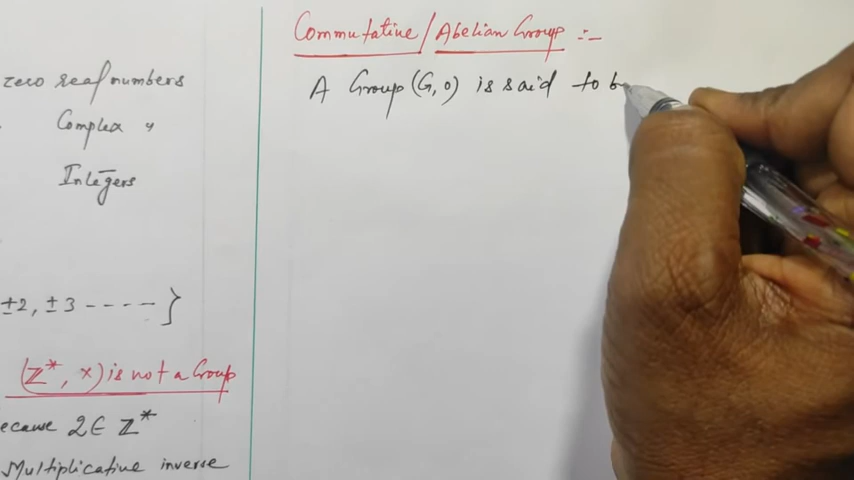 zero real numbers
Complex "
Integers
±2, ±3 ---- }
(ℤ*, ×) is not a Group
ecause 2 ∈ ℤ*
Multiplicative inverse
Commutative / Abelian Group :-
A Group (G, o) is said to b